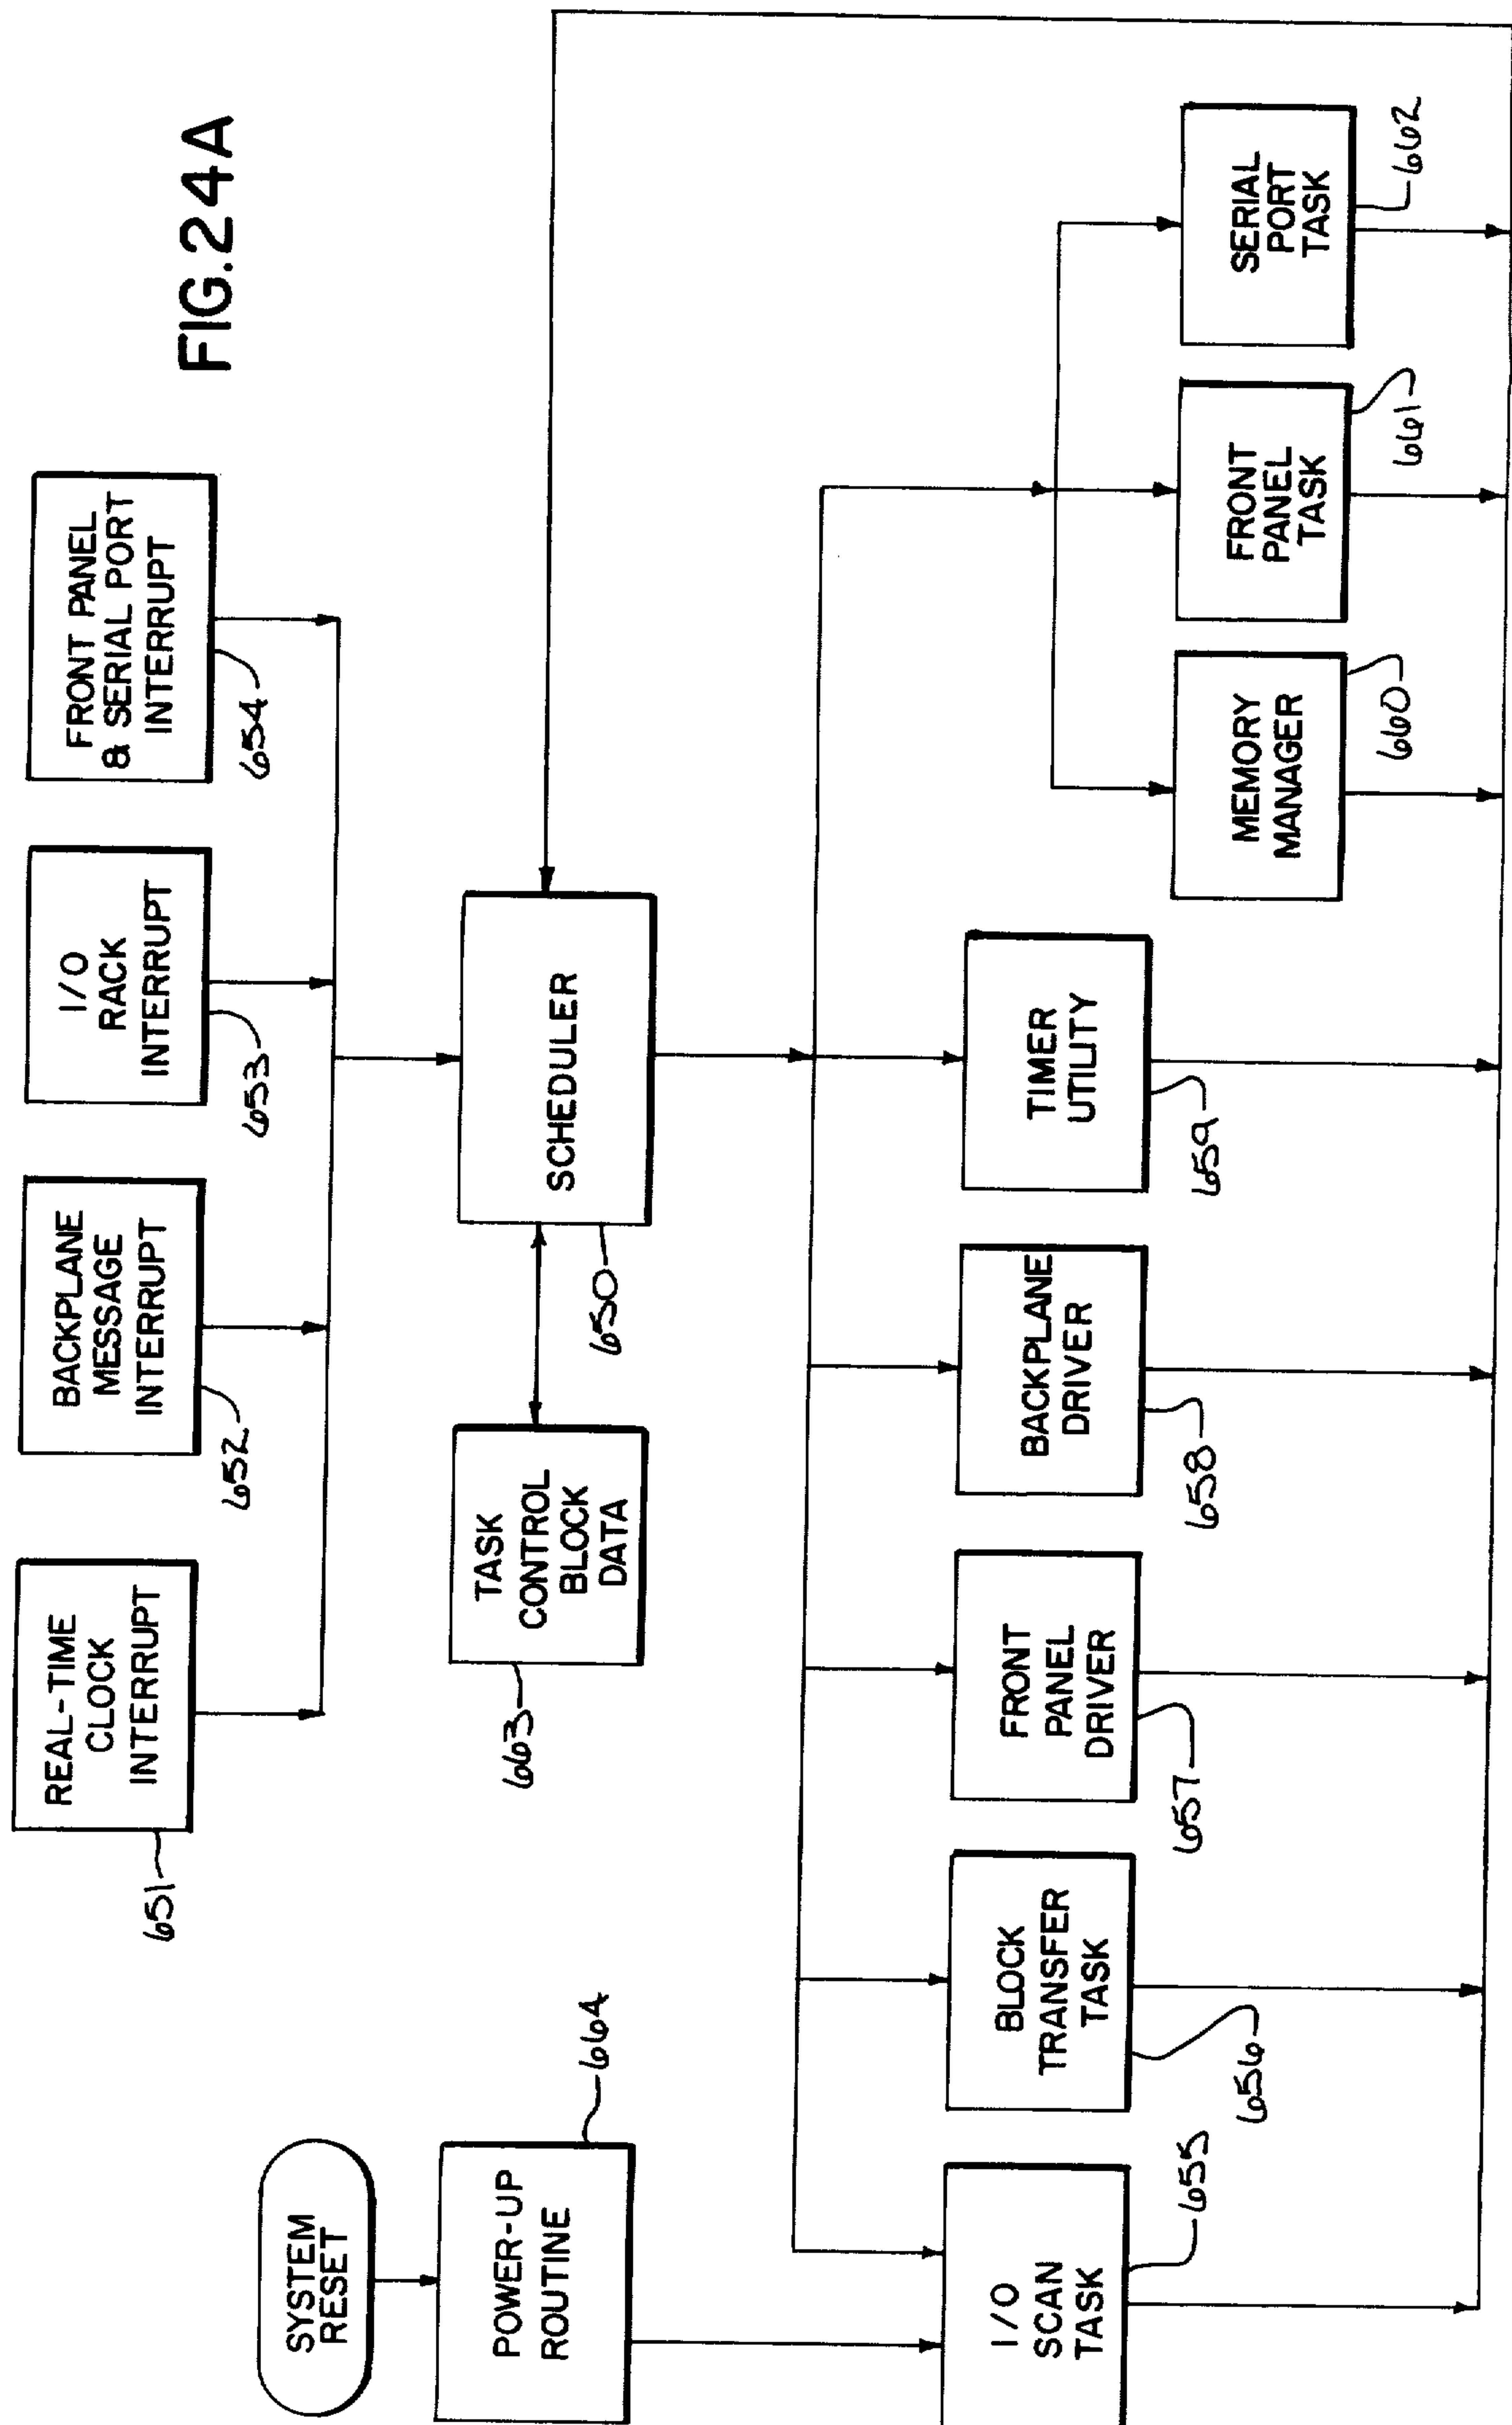 FIG.24A
REAL-TIME
CLOCK
INTERRUPT
651
BACKPLANE
MESSAGE
INTERRUPT
652
I/O
RACK
INTERRUPT
653
FRONT PANEL
& SERIAL PORT
INTERRUPT
654
SYSTEM
RESET
POWER-UP
ROUTINE
664
TASK
CONTROL
BLOCK
DATA
663
SCHEDULER
650
I/O
SCAN
TASK
655
BLOCK
TRANSFER
TASK
656
FRONT
PANEL
DRIVER
657
BACKPLANE
DRIVER
658
TIMER
UTILITY
659
MEMORY
MANAGER
660
FRONT
PANEL
TASK
661
SERIAL
PORT
TASK
662